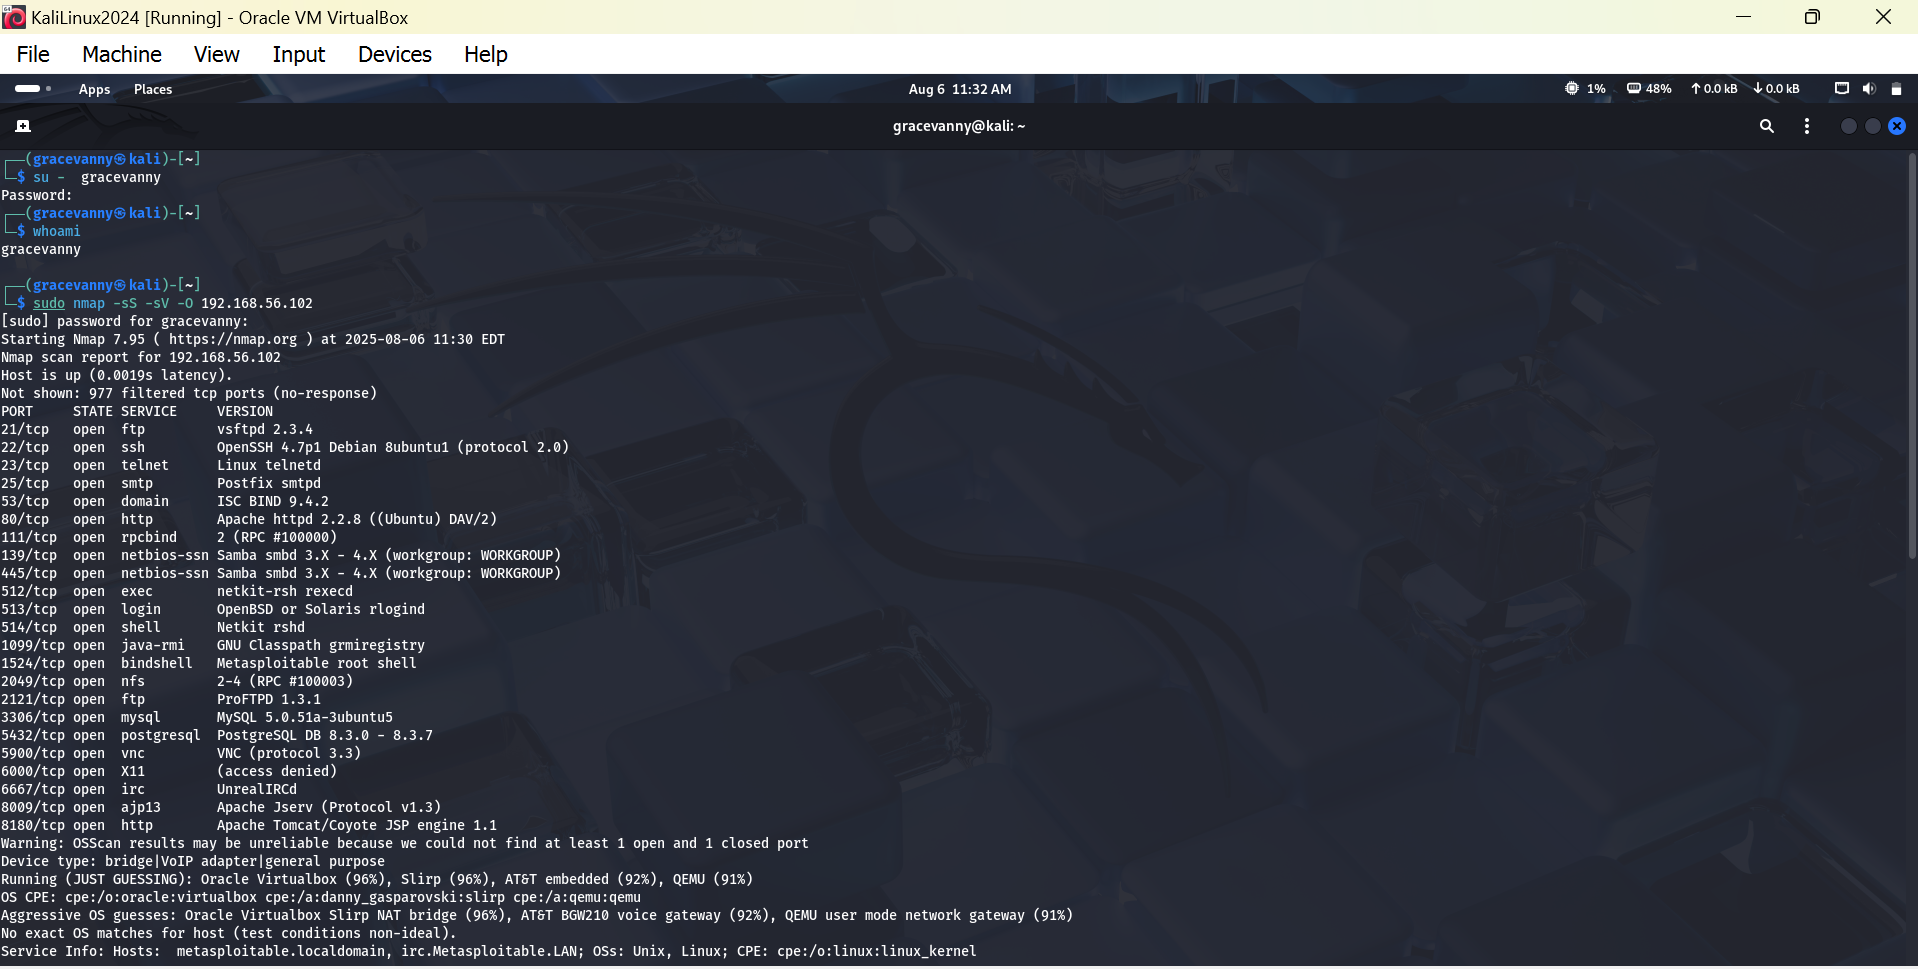 KaliLinux2024 [Running] - Oracle VM VirtualBox
File Machine View Input Devices Help
Apps Places Aug 6 11:32 AM 1% 48% ↑0.0 kB ↓0.0 kB
gracevanny@kali: ~
┌──(gracevanny㉿kali)-[~]
└─$ su -  gracevanny
Password:
┌──(gracevanny㉿kali)-[~]
└─$ whoami
gracevanny
┌──(gracevanny㉿kali)-[~]
└─$ sudo nmap -sS -sV -O 192.168.56.102
[sudo] password for gracevanny:
Starting Nmap 7.95 ( https://nmap.org ) at 2025-08-06 11:30 EDT
Nmap scan report for 192.168.56.102
Host is up (0.0019s latency).
Not shown: 977 filtered tcp ports (no-response)
PORT     STATE SERVICE     VERSION
21/tcp   open  ftp         vsftpd 2.3.4
22/tcp   open  ssh         OpenSSH 4.7p1 Debian 8ubuntu1 (protocol 2.0)
23/tcp   open  telnet      Linux telnetd
25/tcp   open  smtp        Postfix smtpd
53/tcp   open  domain      ISC BIND 9.4.2
80/tcp   open  http        Apache httpd 2.2.8 ((Ubuntu) DAV/2)
111/tcp  open  rpcbind     2 (RPC #100000)
139/tcp  open  netbios-ssn Samba smbd 3.X - 4.X (workgroup: WORKGROUP)
445/tcp  open  netbios-ssn Samba smbd 3.X - 4.X (workgroup: WORKGROUP)
512/tcp  open  exec        netkit-rsh rexecd
513/tcp  open  login       OpenBSD or Solaris rlogind
514/tcp  open  shell       Netkit rshd
1099/tcp open  java-rmi    GNU Classpath grmiregistry
1524/tcp open  bindshell   Metasploitable root shell
2049/tcp open  nfs         2-4 (RPC #100003)
2121/tcp open  ftp         ProFTPD 1.3.1
3306/tcp open  mysql       MySQL 5.0.51a-3ubuntu5
5432/tcp open  postgresql  PostgreSQL DB 8.3.0 - 8.3.7
5900/tcp open  vnc         VNC (protocol 3.3)
6000/tcp open  X11         (access denied)
6667/tcp open  irc         UnrealIRCd
8009/tcp open  ajp13       Apache Jserv (Protocol v1.3)
8180/tcp open  http        Apache Tomcat/Coyote JSP engine 1.1
Warning: OSScan results may be unreliable because we could not find at least 1 open and 1 closed port
Device type: bridge|VoIP adapter|general purpose
Running (JUST GUESSING): Oracle Virtualbox (96%), Slirp (96%), AT&T embedded (92%), QEMU (91%)
OS CPE: cpe:/o:oracle:virtualbox cpe:/a:danny_gasparovski:slirp cpe:/a:qemu:qemu
Aggressive OS guesses: Oracle Virtualbox Slirp NAT bridge (96%), AT&T BGW210 voice gateway (92%), QEMU user mode network gateway (91%)
No exact OS matches for host (test conditions non-ideal).
Service Info: Hosts:  metasploitable.localdomain, irc.Metasploitable.LAN; OSs: Unix, Linux; CPE: cpe:/o:linux:linux_kernel